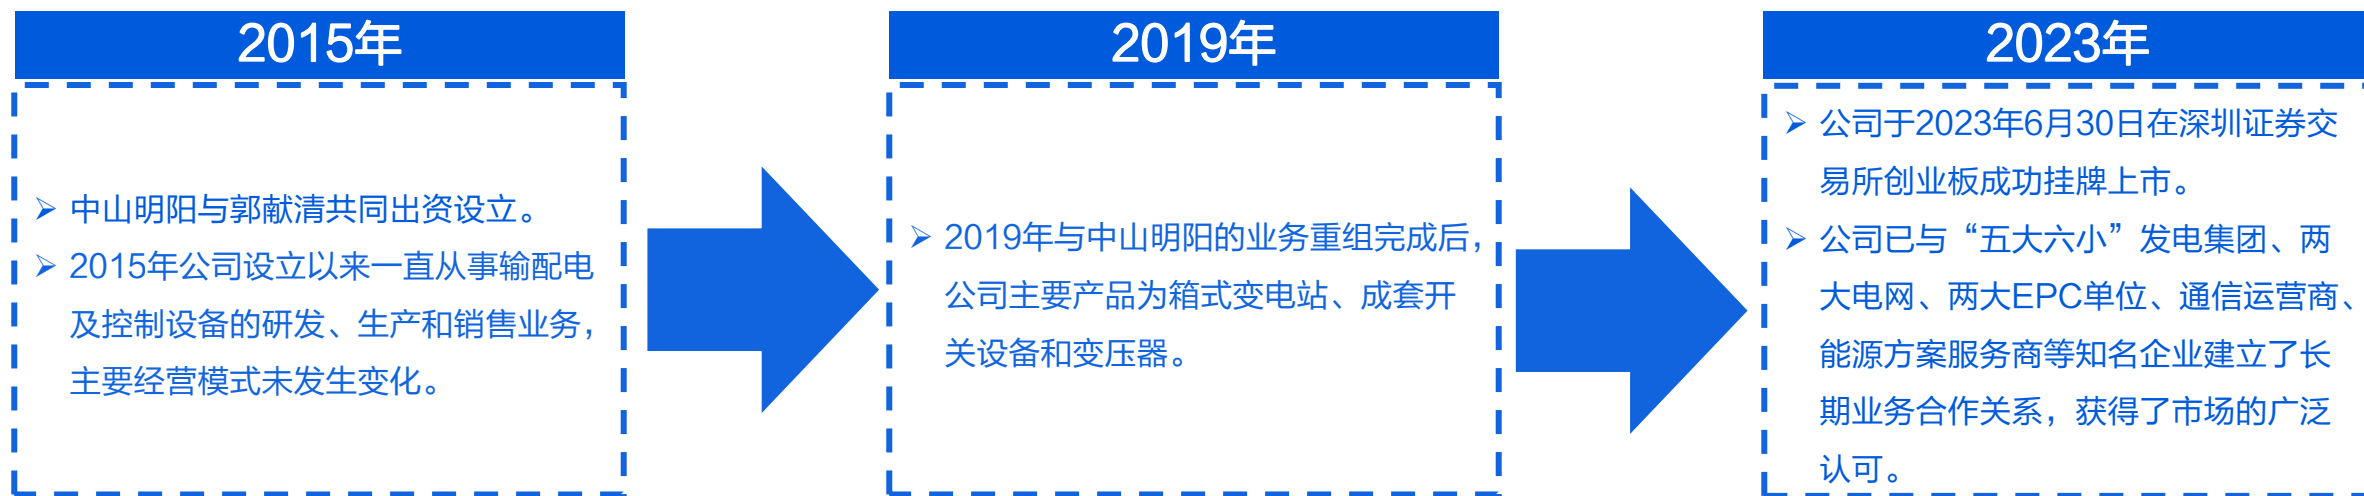 2015年
中山明阳与郭献清共同出资设立。
2015年公司设立以来一直从事输配电
及控制设备的研发、生产和销售业务，
主要经营模式未发生变化。
2019年
2019年与中山明阳的业务重组完成后，
公司主要产品为箱式变电站、成套开
关设备和变压器。
2023年
公司于2023年6月30日在深圳证券交
易所创业板成功挂牌上市。
公司已与“五大六小”发电集团、两
大电网、两大EPC单位、通信运营商、
能源方案服务商等知名企业建立了长
期业务合作关系，获得了市场的广泛
认可。